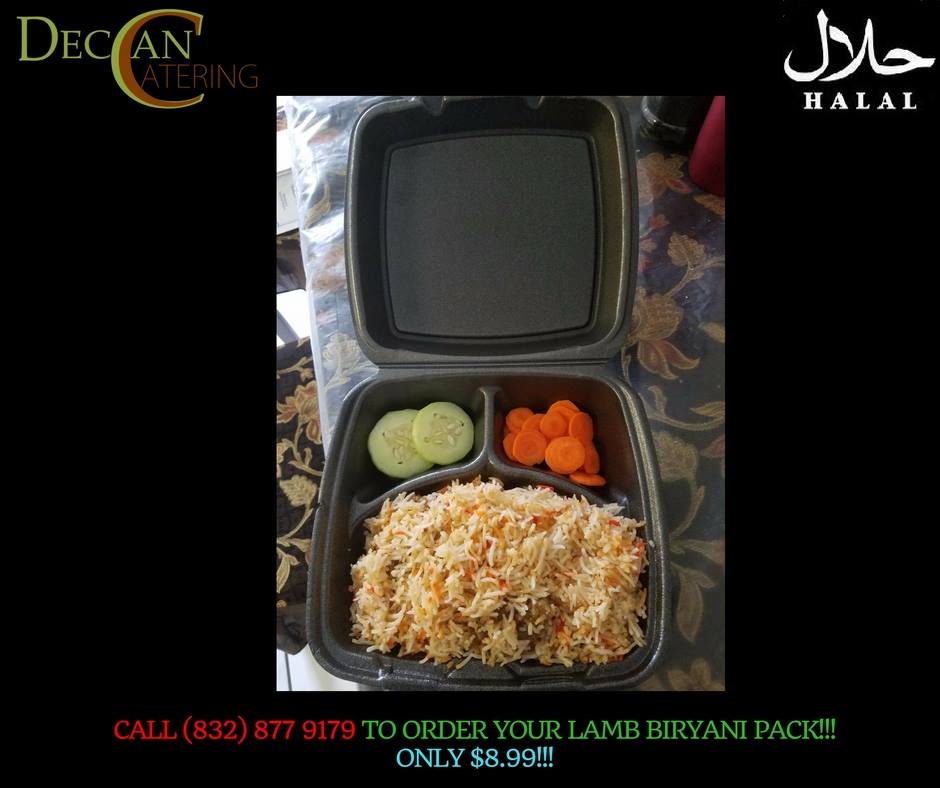 DECCAN
CATERING
حلال
HALAL
CALL (832) 877 9179 TO ORDER YOUR LAMB BIRYANI PACK!!!
ONLY $8.99!!!